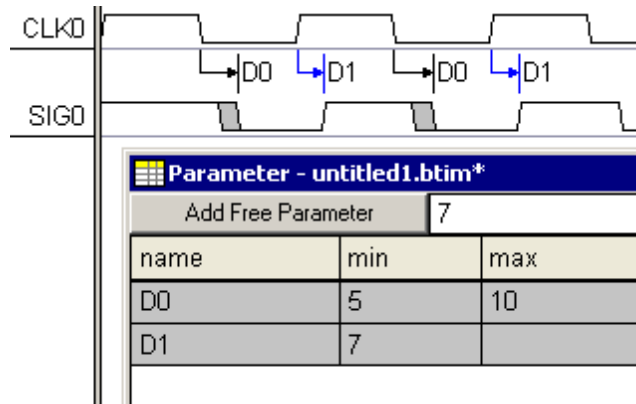 CLK0
D0 D1 D0 D1
SIG0
Parameter - untitled1.btim*
Add Free Parameter 7
name min max
D0 5 10
D1 7